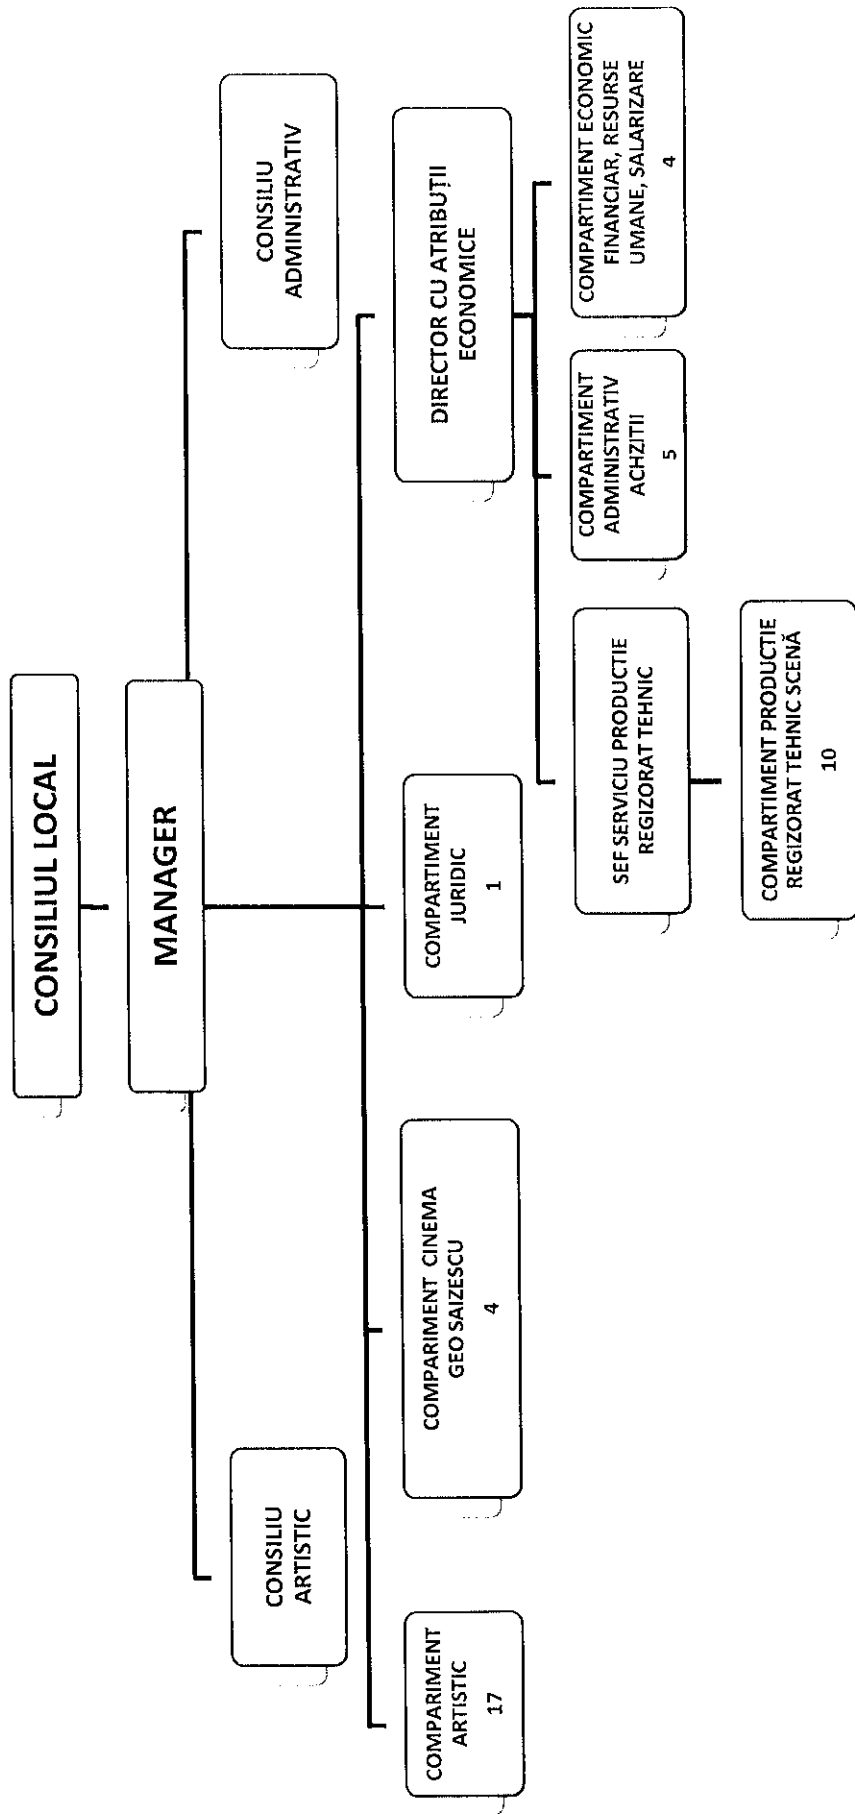 CONSILIUL LOCAL
MANAGER
CONSILIU
ARTISTIC
CONSILIU
ADMINISTRATIV
COMPARIMENT
ARTISTIC
17
COMPARIMENT CINEMA
GEO SAIZESCU
4
COMPARTIMENT
JURIDIC
1
DIRECTOR CU ATRIBUȚII
ECONOMICE
SEF SERVICIU PRODUCTIE
REGIZORAT TEHNIC
COMPARTIMENT
ADMINISTRATIV
ACHZITII
5
COMPARTIMENT ECONOMIC
FINANCIAR, RESURSE
UMANE, SALARIZARE
4
COMPARTIMENT PRODUCTIE
REGIZORAT TEHNIC SCENĂ
10